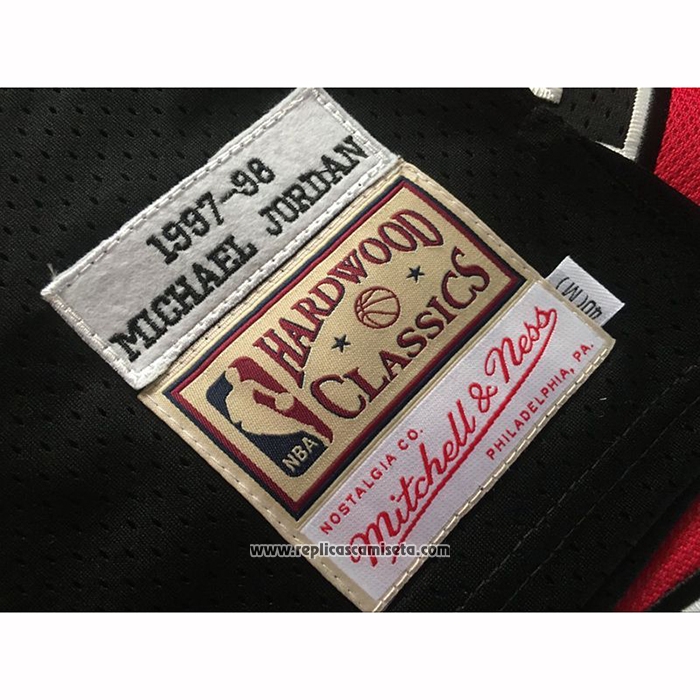 1997-98
MICHAEL JORDAN
HARDWOOD
CLASSICS
NBA
40(M)
NOSTALGIA CO.
Mitchell & Ness
PHILADELPHIA, PA.
www.replicascamiseta.com